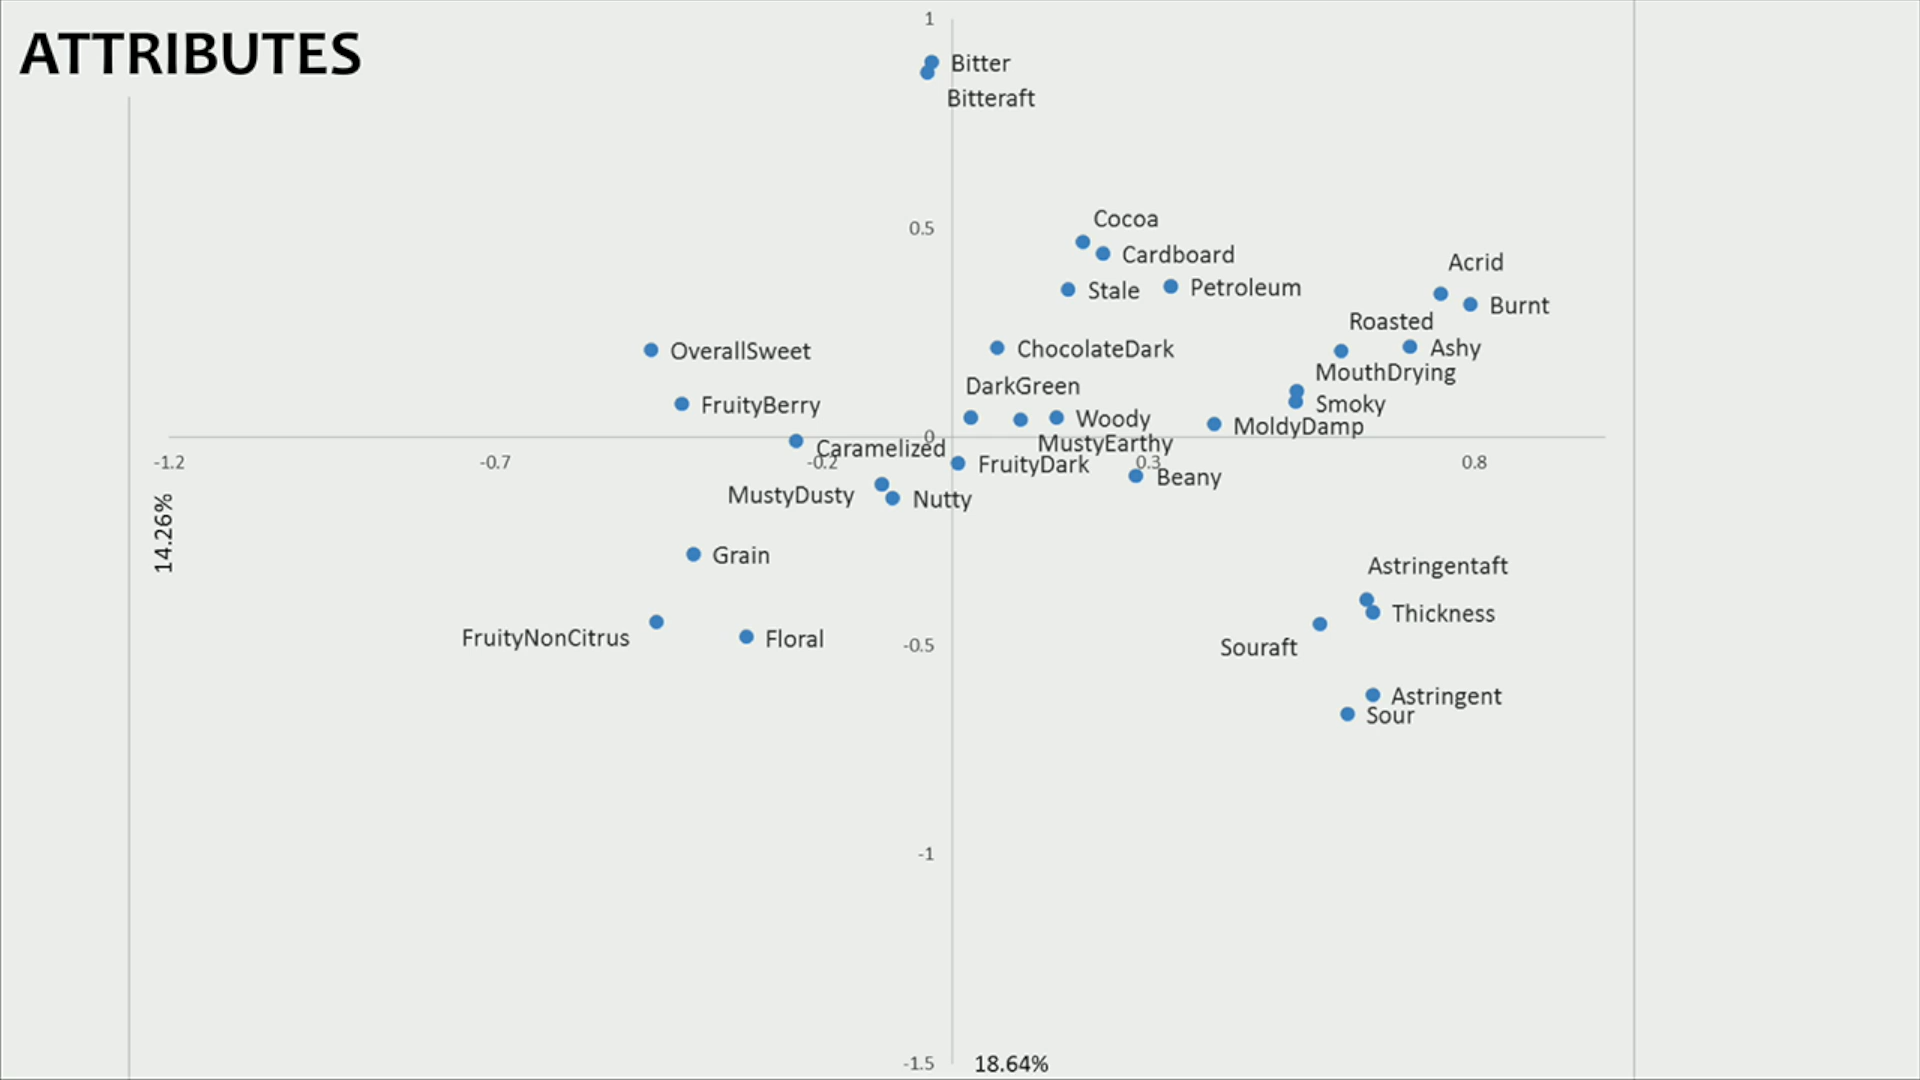 ATTRIBUTES
1
Bitter
Bitteraft
Cocoa
0.5
Cardboard
Acrid
Stale
Petroleum
Burnt
Roasted
OverallSweet
ChocolateDark
Ashy
MouthDrying
DarkGreen
FruityBerry
Smoky
Woody
MoldyDamp
0
MustyEarthy
Caramelized
-1.2
-0.7
-0.2
FruityDark
0.3
0.8
Beany
MustyDusty
Nutty
14.26%
Grain
Astringentaft
Thickness
FruityNonCitrus
Floral
-0.5
Souraft
Astringent
Sour
-1
-1.5
18.64%